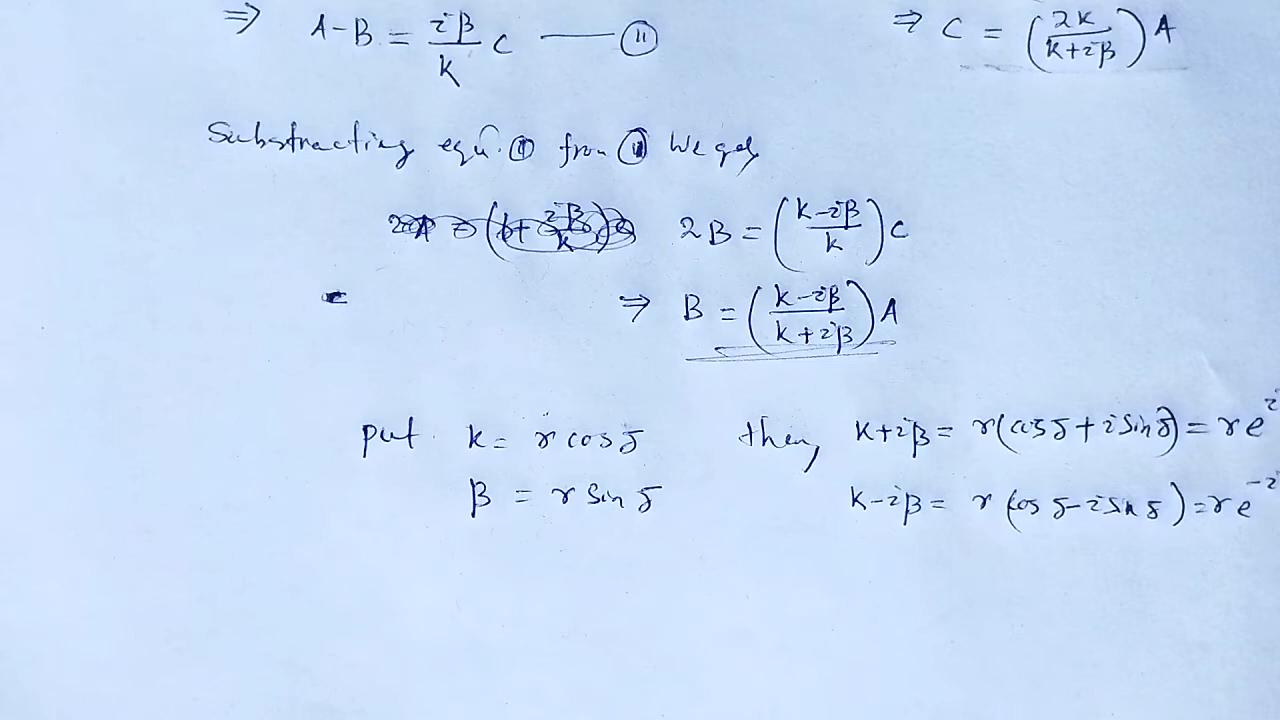 ⇒ A-B = iβ/k C —— (II)
⇒ C = (2k/(k+iβ)) A
Substracting equ. (II) from (I) We get
2B = ((k-iβ)/k) C
⇒ B = ((k-iβ)/(k+iβ)) A
put k = r cos δ then, k+iβ = r(cos δ + i sin δ) = re^i
β = r Sin δ k-iβ = r(cos δ - i sin δ) = re^-i